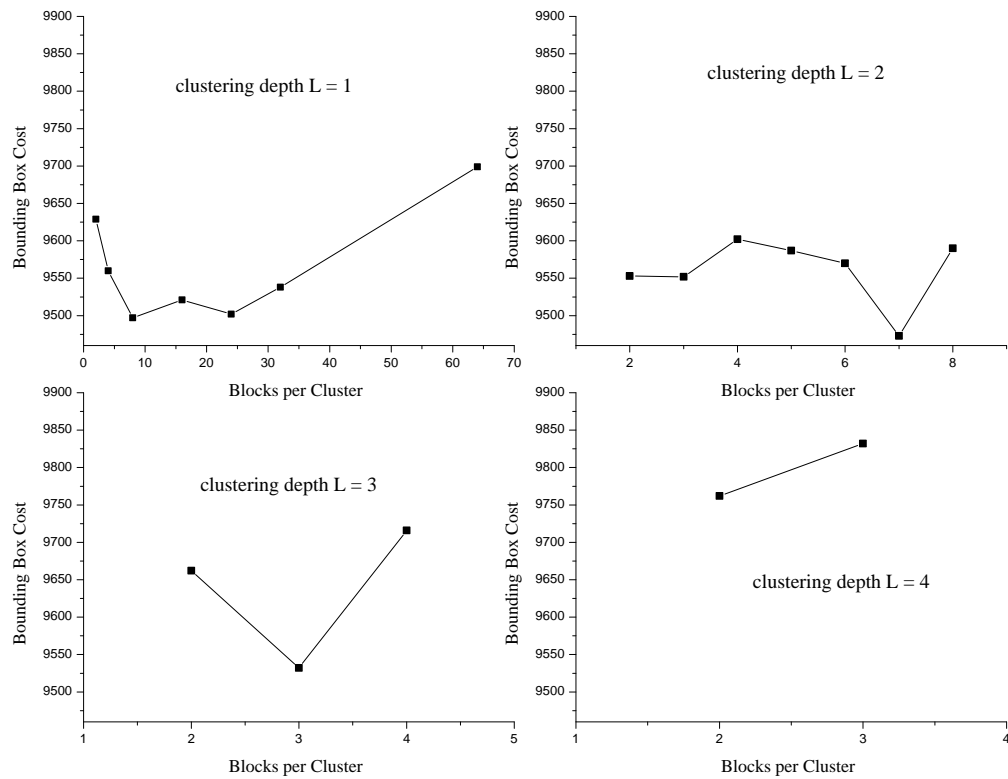 9900
9850
9800
9750
9700
9650
9600
9550
9500
Bounding Box Cost
clustering depth L = 1
0 10 20 30 40 50 60 70
Blocks per Cluster
9900
9850
9800
9750
9700
9650
9600
9550
9500
Bounding Box Cost
clustering depth L = 2
2 4 6 8
Blocks per Cluster
9900
9850
9800
9750
9700
9650
9600
9550
9500
Bounding Box Cost
clustering depth L = 3
1 2 3 4 5
Blocks per Cluster
9900
9850
9800
9750
9700
9650
9600
9550
9500
Bounding Box Cost
clustering depth L = 4
1 2 3 4
Blocks per Cluster